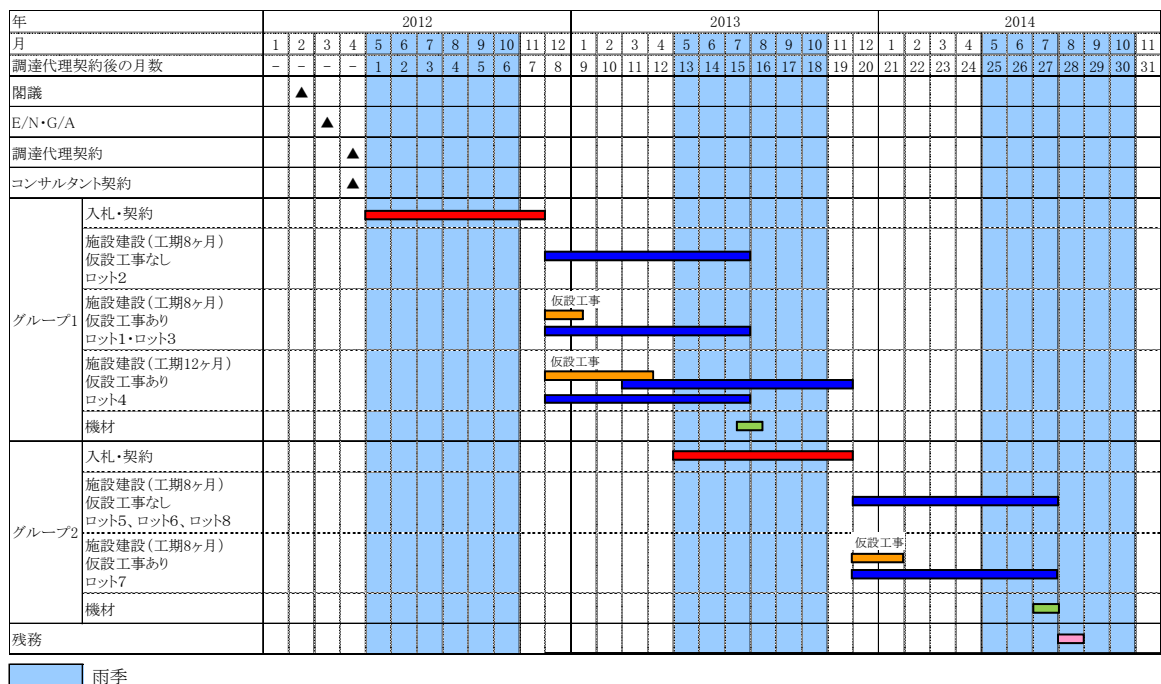 年 2012 2013 2014
月 1 2 3 4 5 6 7 8 9 10 11 12 1 2 3 4 5 6 7 8 9 10 11 12 1 2 3 4 5 6 7 8 9 10 11
調達代理契約後の月数 － － － － 1 2 3 4 5 6 7 8 9 10 11 12 13 14 15 16 17 18 19 20 21 22 23 24 25 26 27 28 29 30 31
閣議 ▲
E/N・G/A ▲
調達代理契約 ▲
コンサルタント契約 ▲
グループ1
入札・契約
施設建設（工期8ヶ月）
仮設工事なし
ロット2
施設建設（工期8ヶ月）
仮設工事あり
ロット1・ロット3
仮設工事
施設建設（工期12ヶ月）
仮設工事あり
ロット4
仮設工事
機材
グループ2
入札・契約
施設建設（工期8ヶ月）
仮設工事なし
ロット5、ロット6、ロット8
施設建設（工期8ヶ月）
仮設工事あり
ロット7
仮設工事
機材
残務
雨季